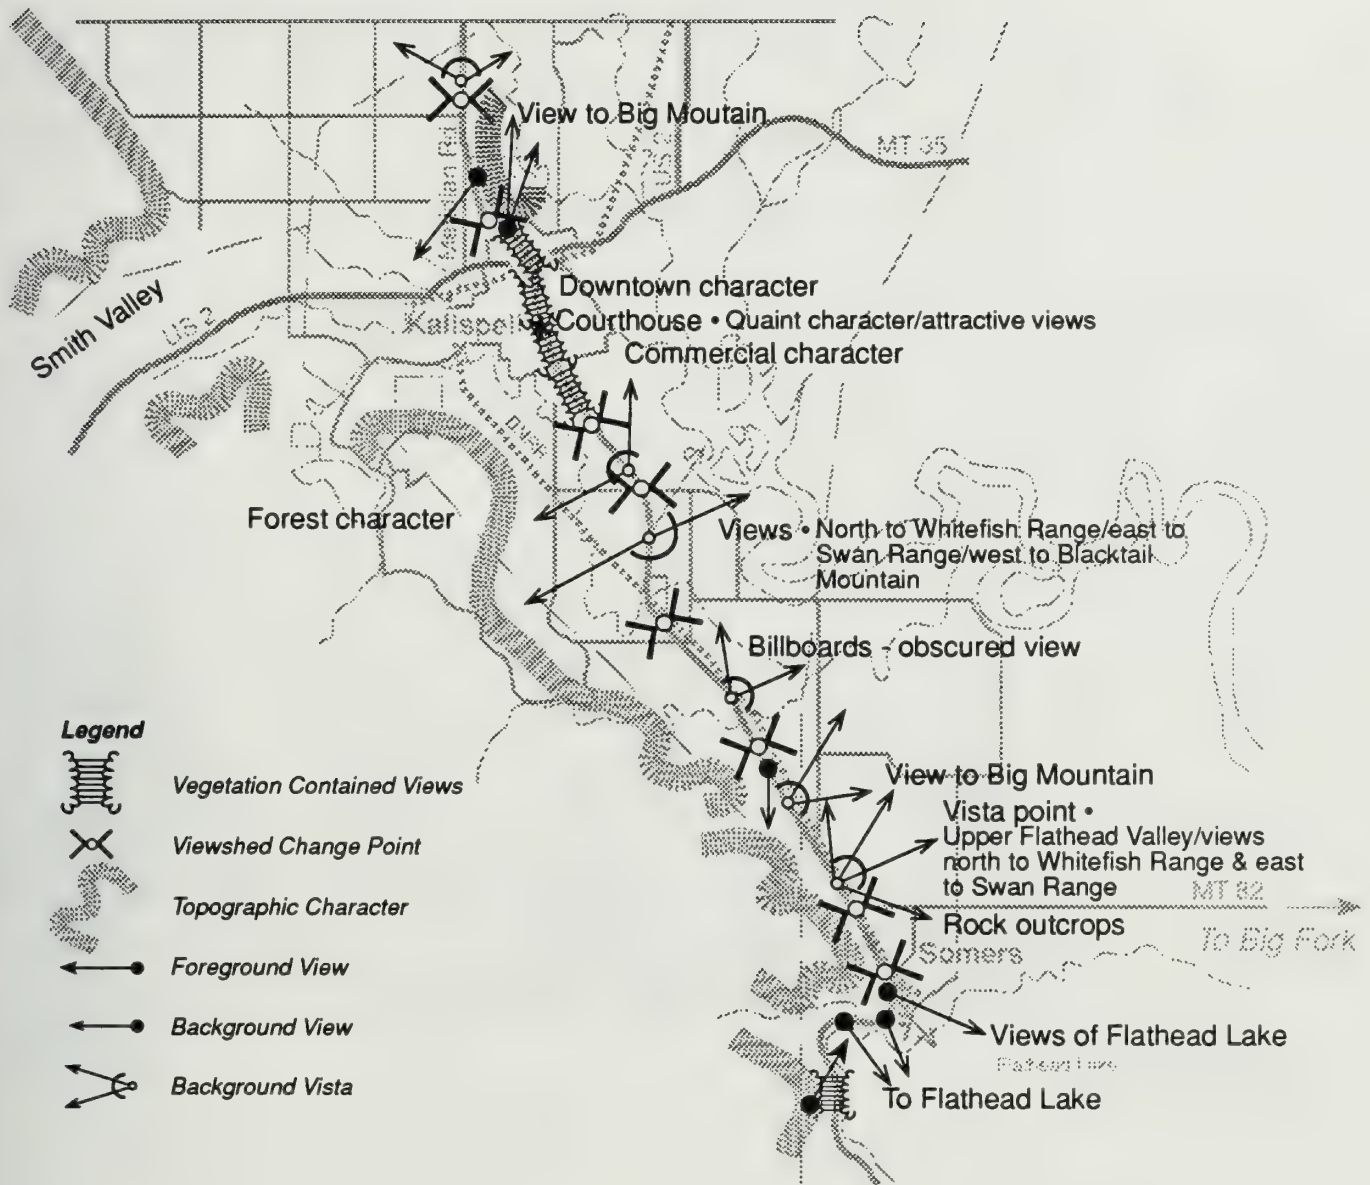 View to Big Moutain
MT 35
Smith Valley
US 2
Kalispell
Downtown character
Courthouse • Quaint character/attractive views
Commercial character
Forest character
Views • North to Whitefish Range/east to
Swan Range/west to Blacktail
Mountain
Billboards - obscured view
View to Big Mountain
Vista point •
Upper Flathead Valley/views
north to Whitefish Range & east
to Swan Range
MT 82
Rock outcrops
To Big Fork
Somers
Views of Flathead Lake
Flathead Lake
To Flathead Lake
Legend
Vegetation Contained Views
Viewshed Change Point
Topographic Character
Foreground View
Background View
Background Vista